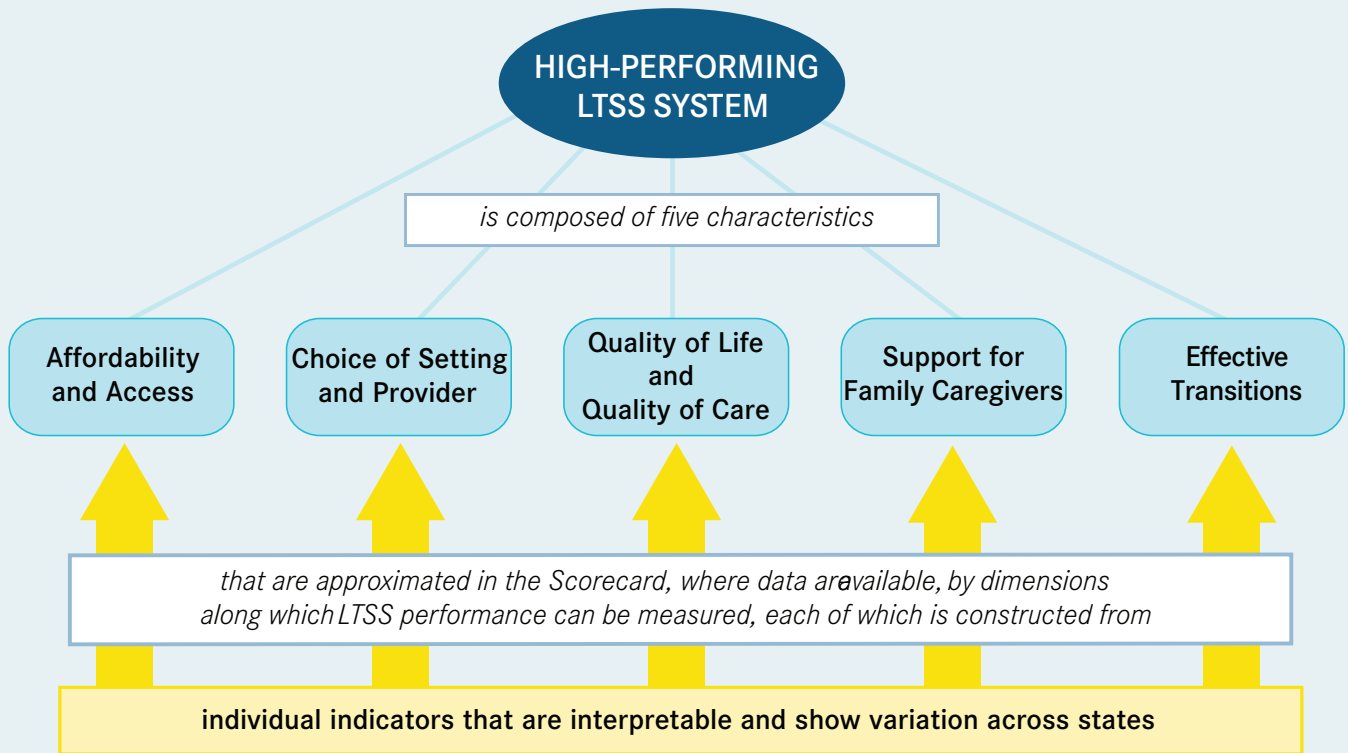 HIGH-PERFORMING
LTSS SYSTEM
is composed of five characteristics
Affordability
and Access
Choice of Setting
and Provider
Quality of Life
and
Quality of Care
Support for
Family Caregivers
Effective
Transitions
that are approximated in the Scorecard, where data areavailable, by dimensions
along which LTSS performance can be measured, each of which is constructed from
individual indicators that are interpretable and show variation across states